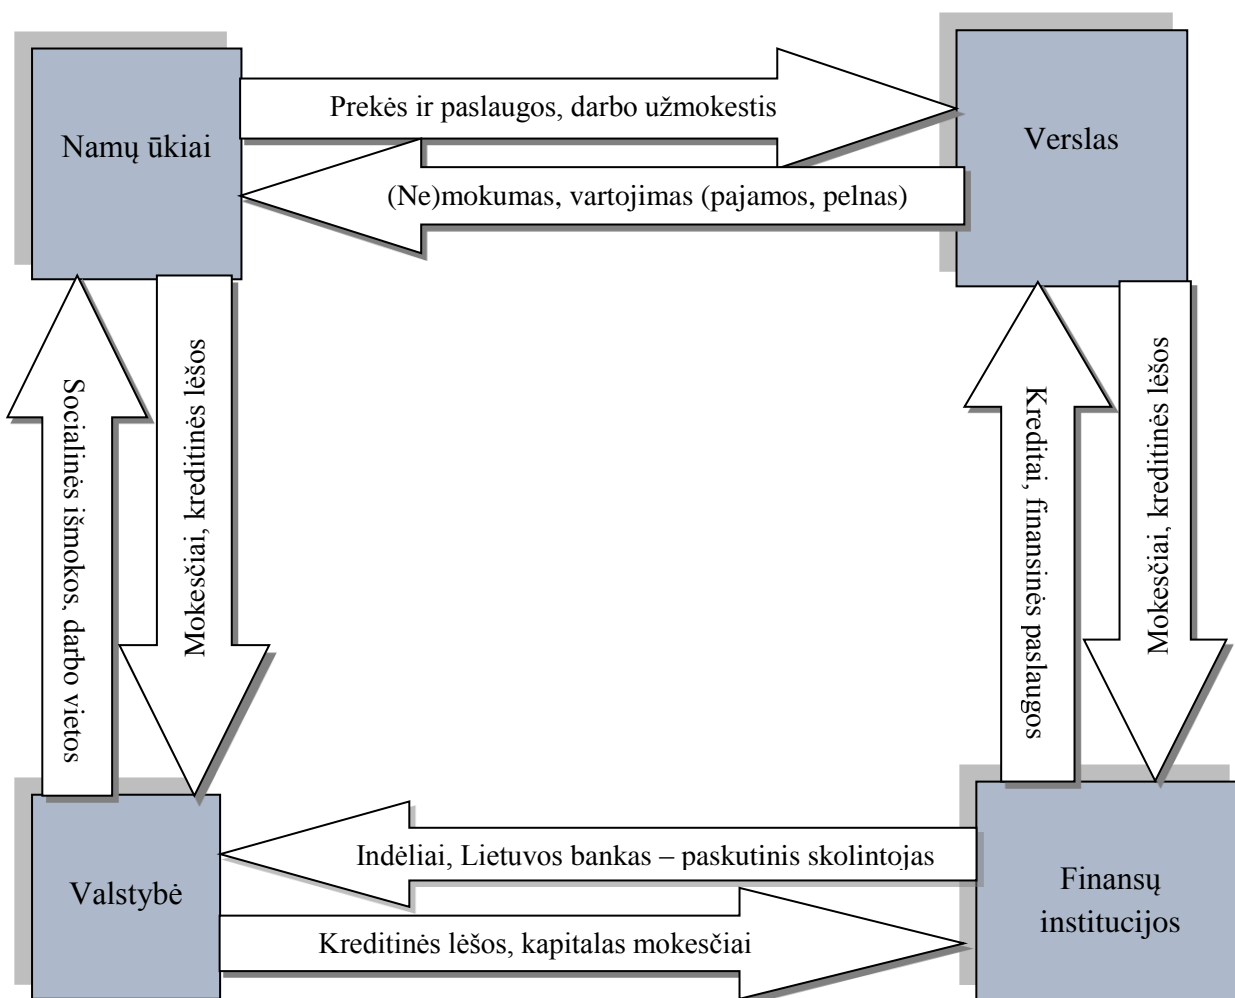 Prekės ir paslaugos, darbo užmokestis
Namų ūkiai
Verslas
(Ne)mokumas, vartojimas (pajamos, pelnas)
Socialinės išmokos, darbo vietos
Mokesčiai, kreditinės lėšos
Kreditai, finansinės paslaugos
Mokesčiai, kreditinės lėšos
Indėliai, Lietuvos bankas – paskutinis skolintojas
Valstybė
Finansų
institucijos
Kreditinės lėšos, kapitalas mokesčiai